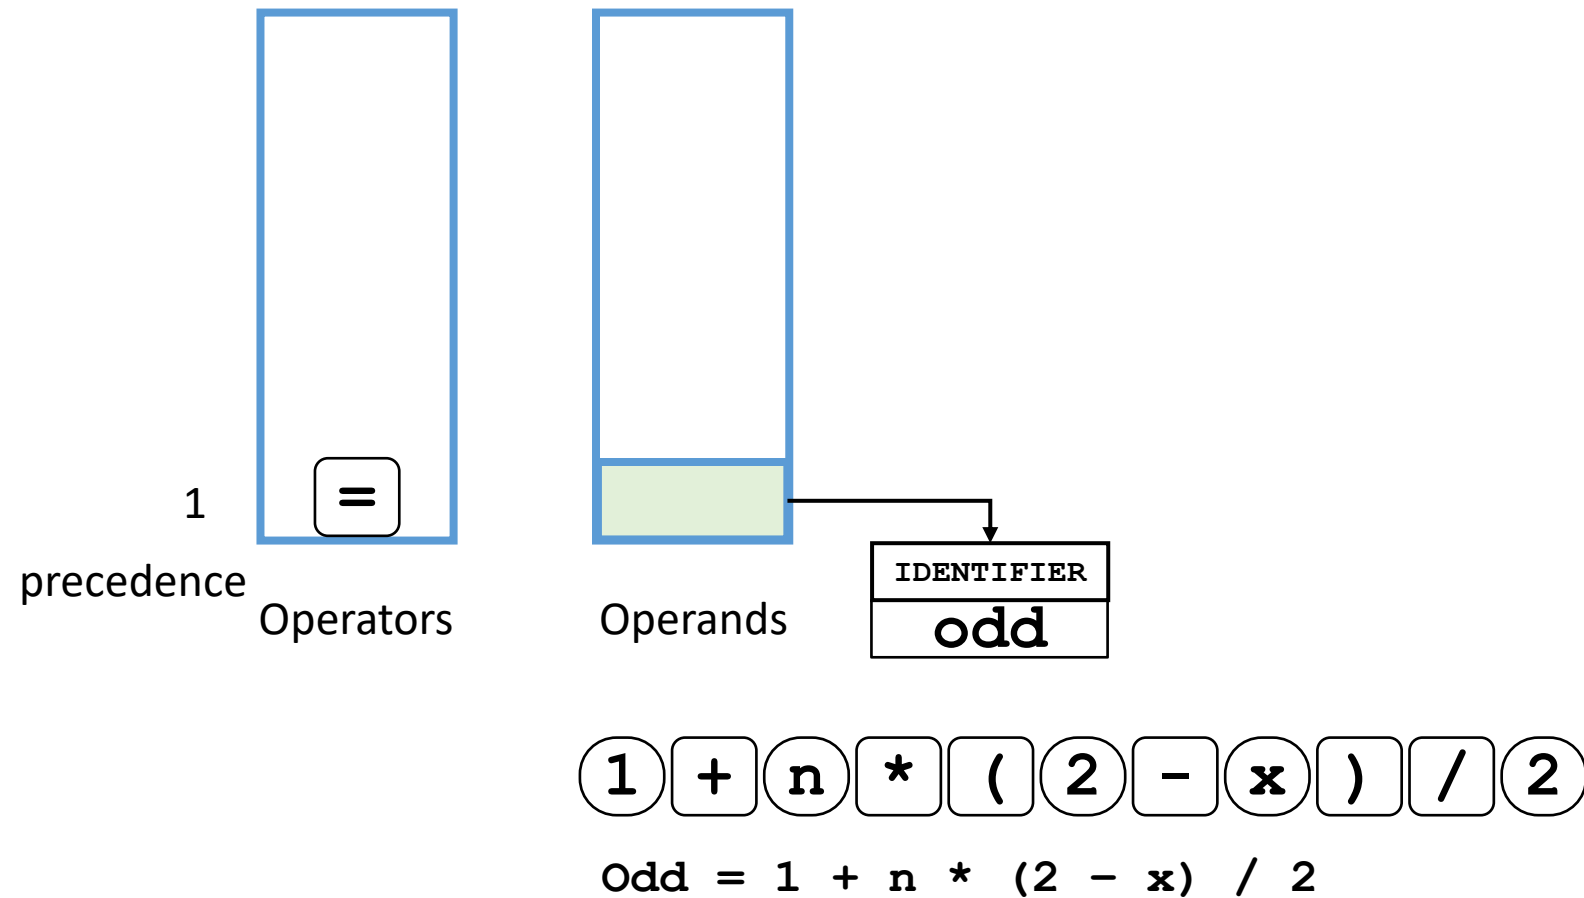 =
1
precedence
Operators
Operands
IDENTIFIER
odd
1 + n * ( 2 - x ) / 2
Odd = 1 + n * (2 – x) / 2